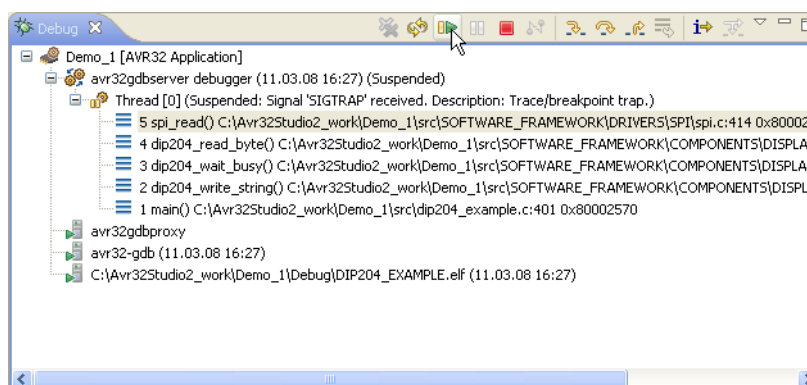 Debug
Demo_1 [AVR32 Application]
avr32gdbserver debugger (11.03.08 16:27) (Suspended)
Thread [0] (Suspended: Signal 'SIGTRAP' received. Description: Trace/breakpoint trap.)
5 spi_read() C:\Avr32Studio2_work\Demo_1\src\SOFTWARE_FRAMEWORK\DRIVERS\SPI\spi.c:414 0x80002
4 dip204_read_byte() C:\Avr32Studio2_work\Demo_1\src\SOFTWARE_FRAMEWORK\COMPONENTS\DISPLA
3 dip204_wait_busy() C:\Avr32Studio2_work\Demo_1\src\SOFTWARE_FRAMEWORK\COMPONENTS\DISPLA
2 dip204_write_string() C:\Avr32Studio2_work\Demo_1\src\SOFTWARE_FRAMEWORK\COMPONENTS\DISPL
1 main() C:\Avr32Studio2_work\Demo_1\src\dip204_example.c:401 0x80002570
avr32gdbproxy
avr32-gdb (11.03.08 16:27)
C:\Avr32Studio2_work\Demo_1\Debug\DIP204_EXAMPLE.elf (11.03.08 16:27)